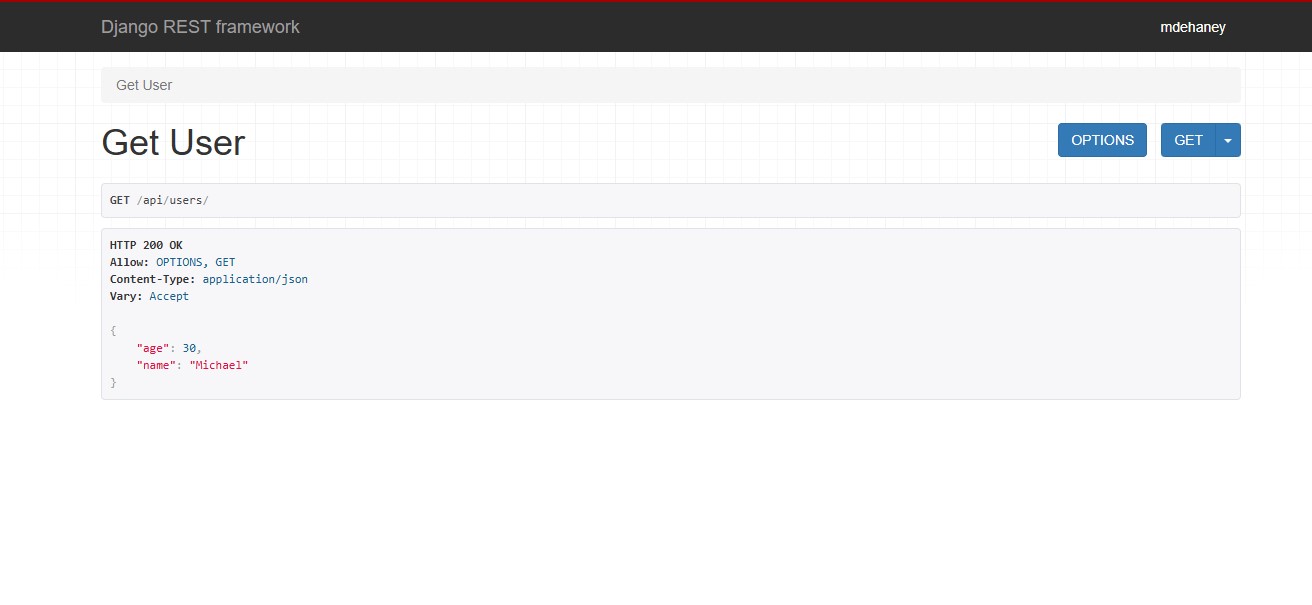 Django REST framework
mdehaney
Get User
Get User
OPTIONS
GET
GET /api/users/
HTTP 200 OK
Allow: OPTIONS, GET
Content-Type: application/json
Vary: Accept
{
    "age": 30,
    "name": "Michael"
}